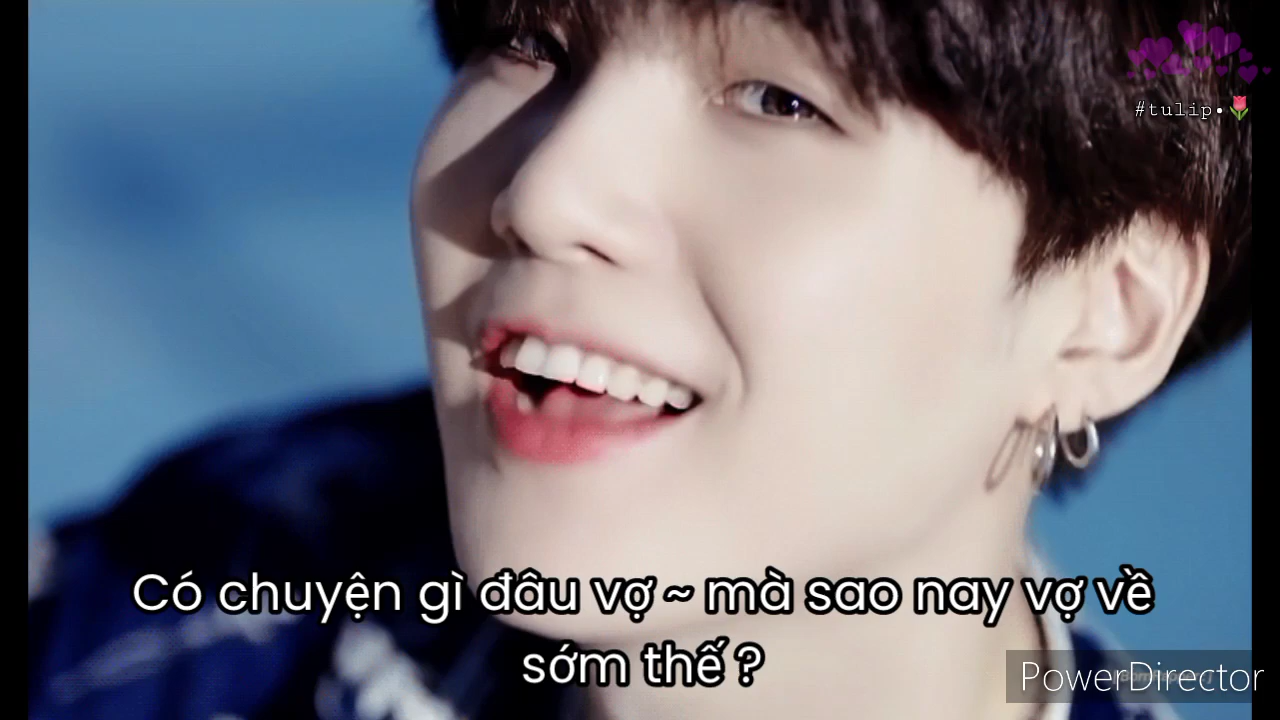 #tulip•🌷
Có chuyện gì đâu vợ ~ mà sao nay vợ về
sớm thế ?
PowerDirector